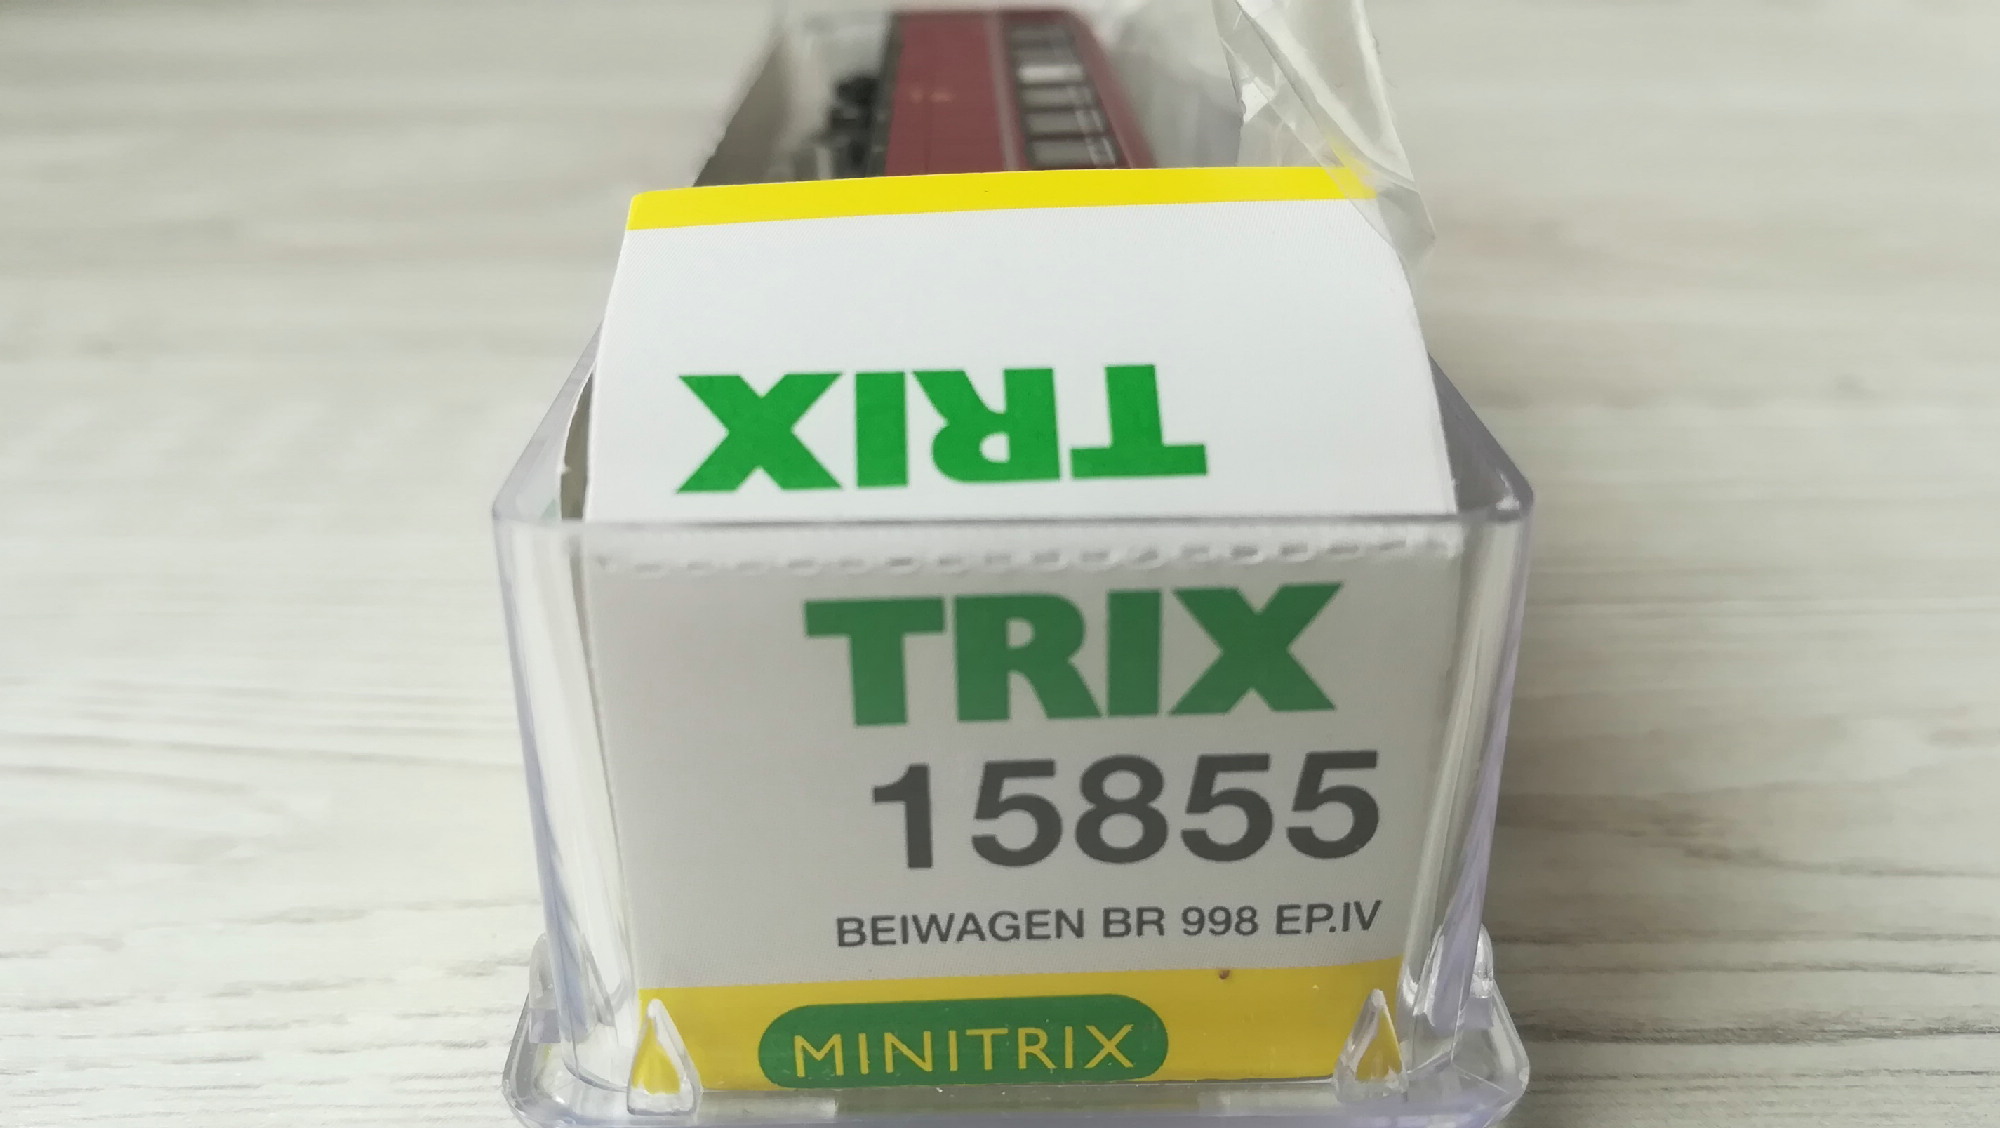 TRIX
TRIX
15855
BEIWAGEN BR 998 EP.IV
MINITRIX